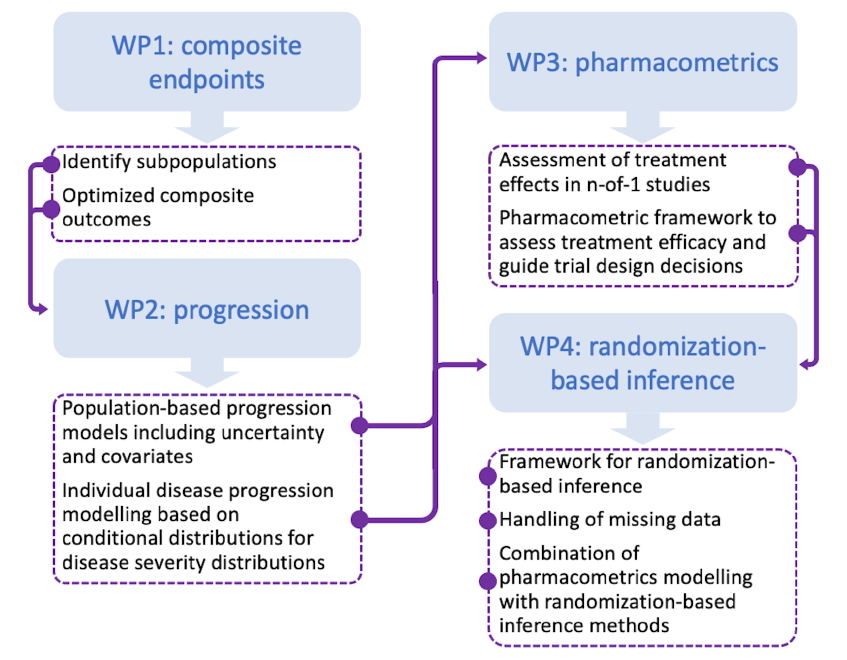 WP1: composite
endpoints
Identify subpopulations
Optimized composite
outcomes
WP2: progression
Population-based progression
models including uncertainty
and covariates
Individual disease progression
modelling based on
conditional distributions for
disease severity distributions
WP3: pharmacometrics
Assessment of treatment
effects in n-of-1 studies
Pharmacometric framework to
assess treatment efficacy and
guide trial design decisions
WP4: randomization-
based inference
Framework for randomization-
based inference
Handling of missing data
Combination of
pharmacometrics modelling
with randomization-based
inference methods